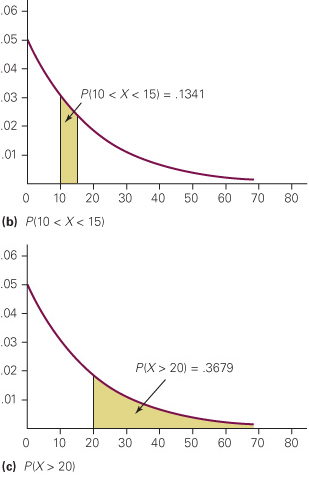 .06
.05
.04
P(10 < X < 15) = .1341
.03
.02
.01
0 10 20 30 40 50 60 70 80
(b) P(10 < X < 15)
.06
.05
.04
.03
P(X > 20) = .3679
.02
.01
0 10 20 30 40 50 60 70 80
(c) P(X > 20)